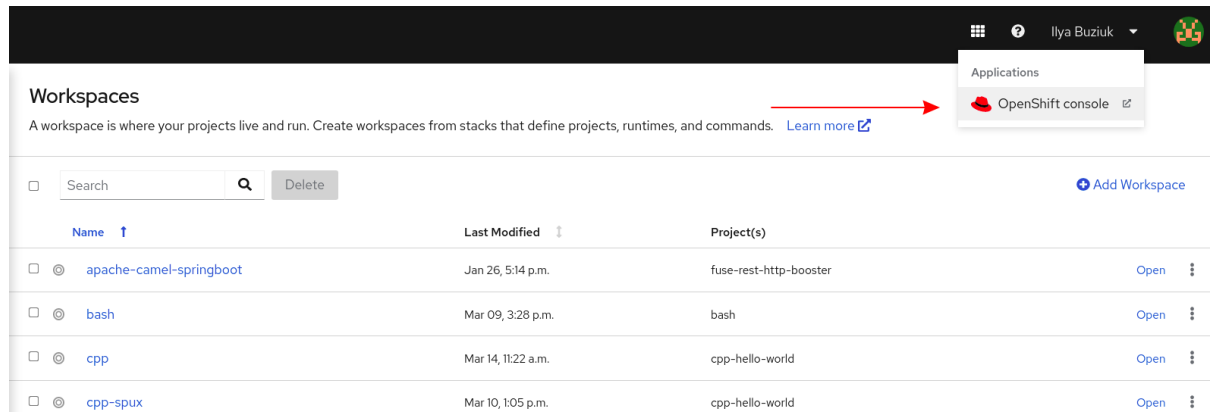 Ilya Buziuk
Applications
OpenShift console
Workspaces
A workspace is where your projects live and run. Create workspaces from stacks that define projects, runtimes, and commands. Learn more
Search Delete Add Workspace
Name Last Modified Project(s)
apache-camel-springboot Jan 26, 5:14 p.m. fuse-rest-http-booster Open
bash Mar 09, 3:28 p.m. bash Open
cpp Mar 14, 11:22 a.m. cpp-hello-world Open
cpp-spux Mar 10, 1:05 p.m. cpp-hello-world Open